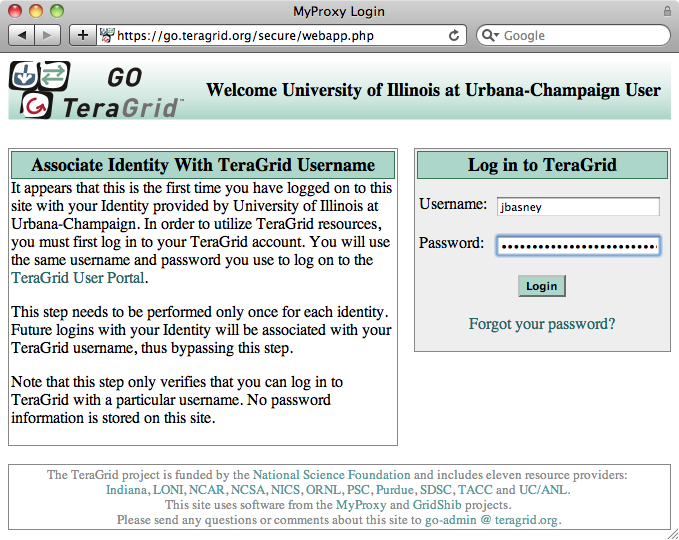 MyProxy Login
https://go.teragrid.org/secure/webapp.php
Google
GO
TeraGrid™
Welcome University of Illinois at Urbana-Champaign User
Associate Identity With TeraGrid Username
It appears that this is the first time you have logged on to this
site with your Identity provided by University of Illinois at
Urbana-Champaign. In order to utilize TeraGrid resources,
you must first log in to your TeraGrid account. You will use
the same username and password you use to log on to the
TeraGrid User Portal.
This step needs to be performed only once for each identity.
Future logins with your Identity will be associated with your
TeraGrid username, thus bypassing this step.
Note that this step only verifies that you can log in to
TeraGrid with a particular username. No password
information is stored on this site.
Log in to TeraGrid
Username: jbasney
Password: ••••••••••••••••••••••••••
Login
Forgot your password?
The TeraGrid project is funded by the National Science Foundation and includes eleven resource providers:
Indiana, LONI, NCAR, NCSA, NICS, ORNL, PSC, Purdue, SDSC, TACC and UC/ANL.
This site uses software from the MyProxy and GridShib projects.
Please send any questions or comments about this site to go-admin @ teragrid.org.